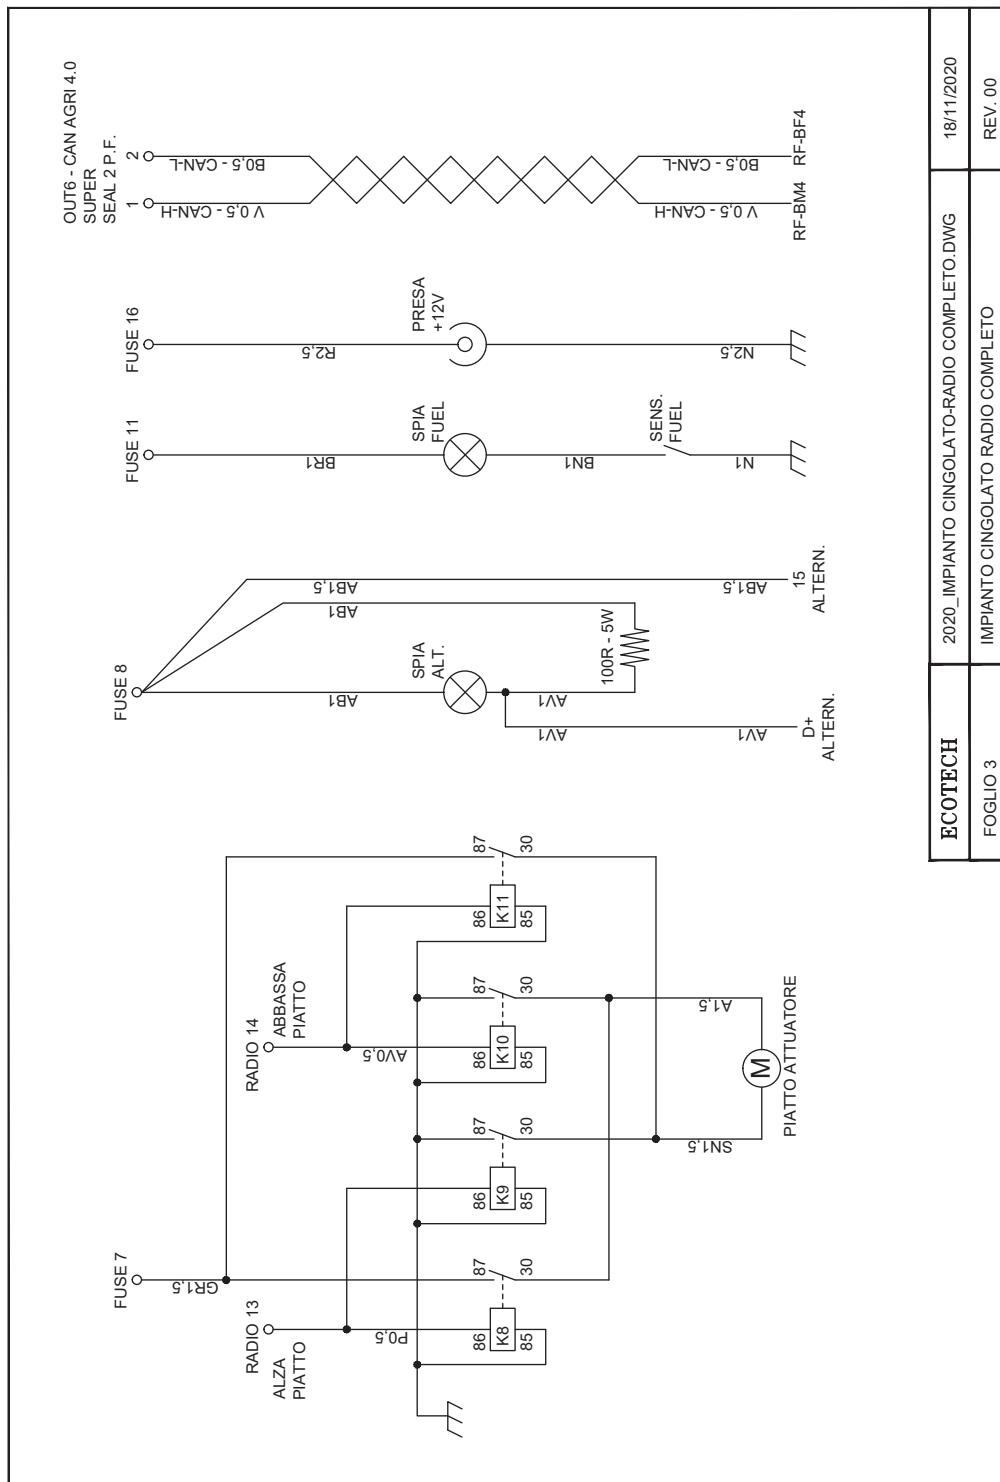 OUT6 - CAN AGRI 4.0
SUPER
SEAL 2 P.F.
1
2
V 0,5 - CAN-H
B0,5 - CAN-L
V 0,5 - CAN-H
B0,5 - CAN-L
RF-BM4
RF-BF4
FUSE 16
R2,5
PRESA
+12V
N2,5
FUSE 11
BR1
SPIA
FUEL
BN1
SENS.
FUEL
N1
FUSE 8
AB1,5
AB1
AB1
SPIA
ALT.
AV1
AV1
100R - 5W
AV1
D+
ALTERN.
AB1,5
15
ALTERN.
FUSE 7
GR1,5
RADIO 13
ALZA
PIATTO
P0,5
RADIO 14
ABBASSA
PIATTO
AV0,5
86
K8
85
87
30
86
K9
85
87
30
86
K10
85
87
30
86
K11
85
87
30
SN1,5
A1,5
M
PIATTO ATTUATORE
ECOTECH
2020_IMPIANTO CINGOLATO-RADIO COMPLETO.DWG
18/11/2020
FOGLIO 3
IMPIANTO CINGOLATO RADIO COMPLETO
REV. 00